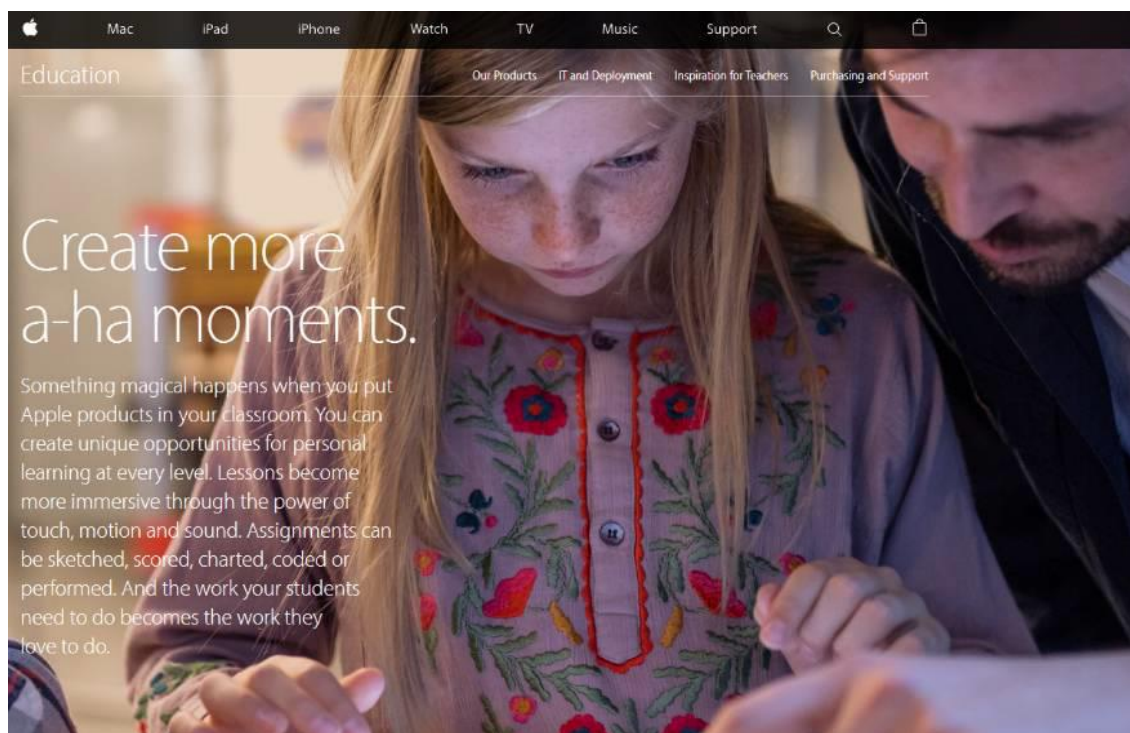 Mac iPad iPhone Watch TV Music Support
Education Our Products IT and Deployment Inspiration for Teachers Purchasing and Support
Create more
a-ha moments.
Something magical happens when you put
Apple products in your classroom. You can
create unique opportunities for personal
learning at every level. Lessons become
more immersive through the power of
touch, motion and sound. Assignments can
be sketched, scored, charted, coded or
performed. And the work your students
need to do becomes the work they
love to do.